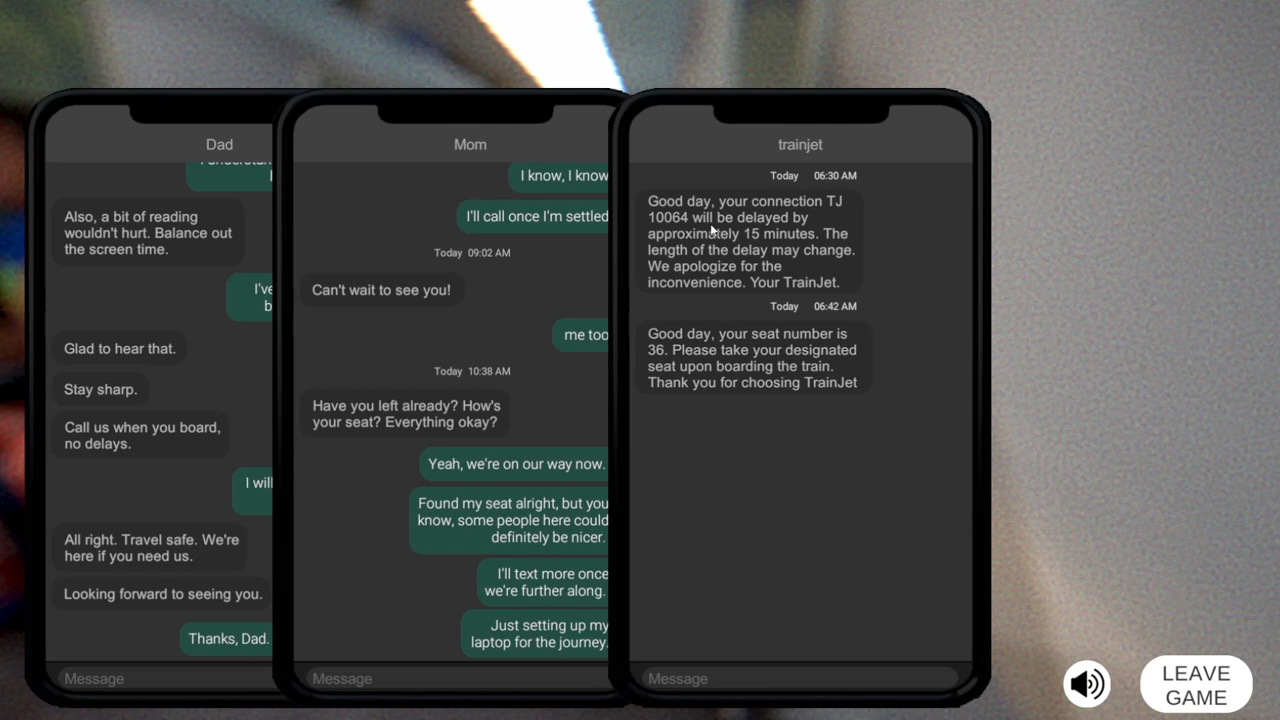 Dad
Also, a bit of reading
wouldn't hurt. Balance out
the screen time.
I've
Glad to hear that.
Stay sharp.
Call us when you board,
no delays.
I will
All right. Travel safe. We're
here if you need us.
Looking forward to seeing you.
Thanks, Dad.
Message
Mom
I know, I know
I'll call once I'm settled
Today 09:02 AM
Can't wait to see you!
me too
Today 10:38 AM
Have you left already? How's
your seat? Everything okay?
Yeah, we're on our way now.
Found my seat alright, but you
know, some people here could
definitely be nicer.
I'll text more once
we're further along.
Just setting up my
laptop for the journey.
Message
trainjet
Today 06:30 AM
Good day, your connection TJ
10064 will be delayed by
approximately 15 minutes. The
length of the delay may change.
We apologize for the
inconvenience. Your TrainJet.
Today 06:42 AM
Good day, your seat number is
36. Please take your designated
seat upon boarding the train.
Thank you for choosing TrainJet
Message
LEAVE
GAME